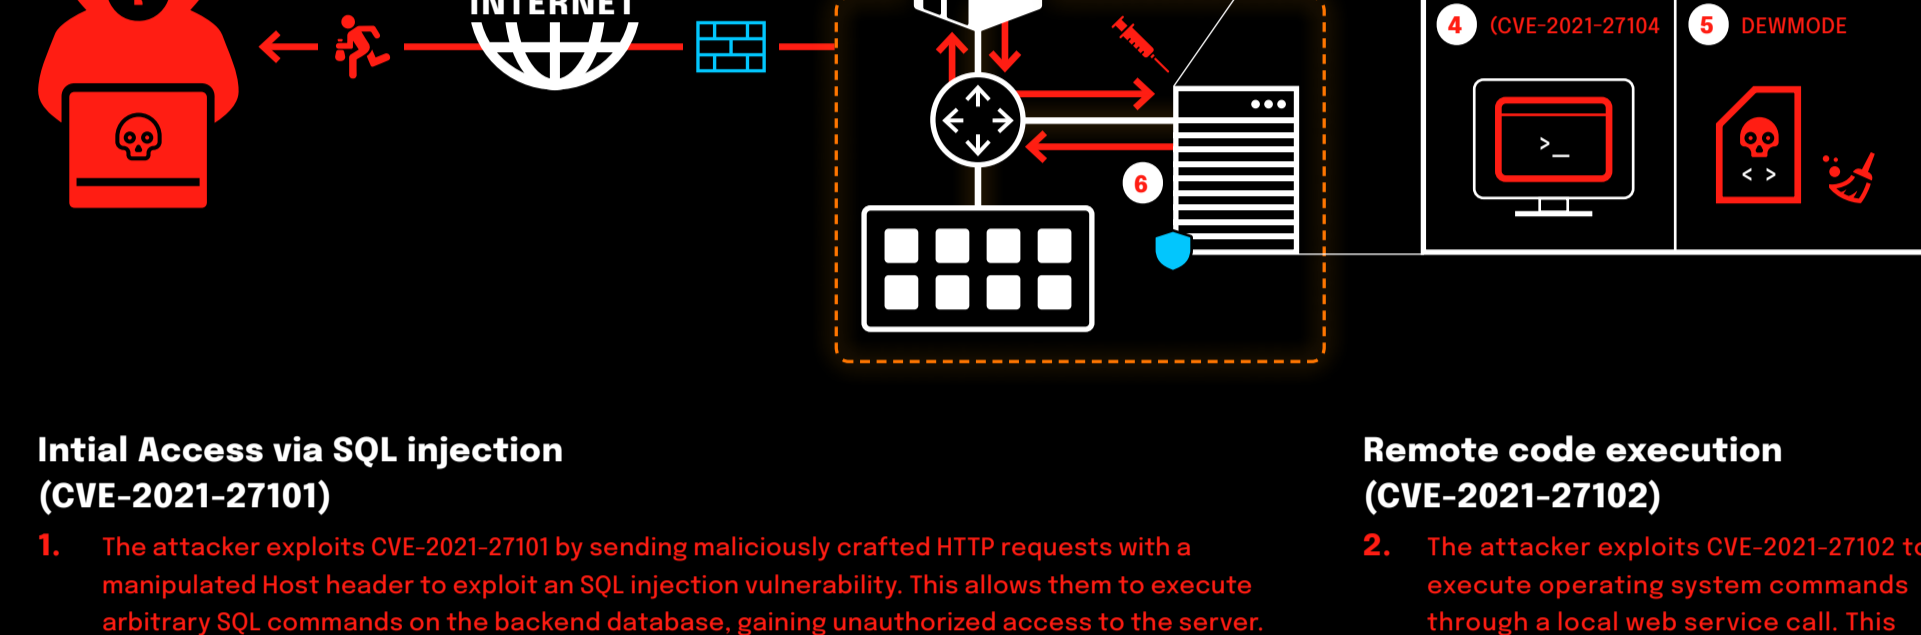 INTERNET
4 (CVE-2021-27104
5 DEWMODE
>_
< >
6
Intial Access via SQL injection
(CVE-2021-27101)
1. The attacker exploits CVE-2021-27101 by sending maliciously crafted HTTP requests with a
manipulated Host header to exploit an SQL injection vulnerability. This allows them to execute
arbitrary SQL commands on the backend database, gaining unauthorized access to the server.
Remote code execution
(CVE-2021-27102)
2. The attacker exploits CVE-2021-27102 to
execute operating system commands
through a local web service call. This